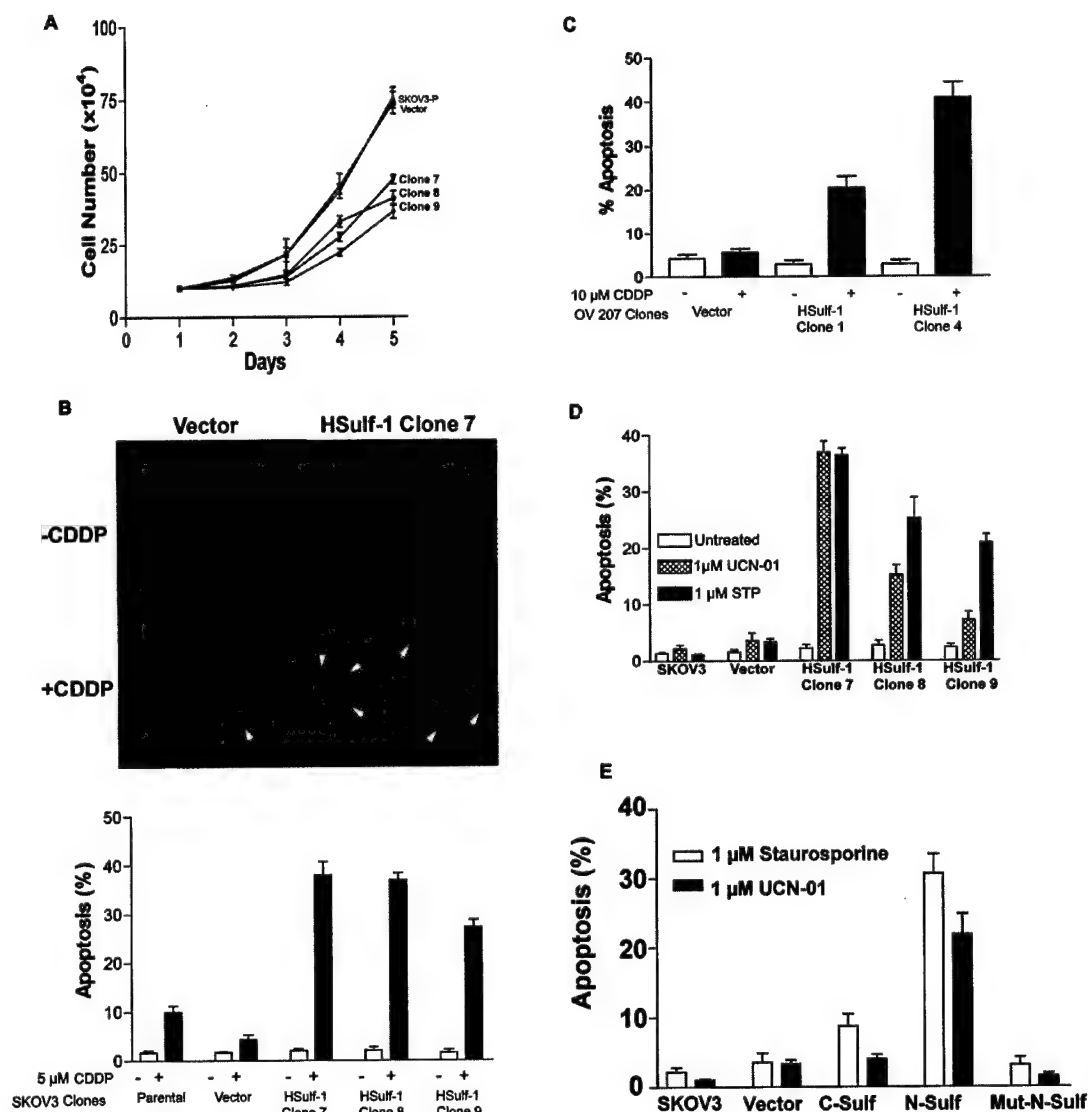 A
Cell Number (x10⁴)
100
75
50
25
0
0 1 2 3 4 5
Days
SKOV3-P
Vector
Clone 7
Clone 8
Clone 9
B
Vector HSulf-1 Clone 7
-CDDP
+CDDP
Apoptosis (%)
50
40
30
20
10
0
5 µM CDDP - + - + - + - + - +
SKOV3 Clones Parental Vector HSulf-1 HSulf-1 HSulf-1
Clone 7 Clone 8 Clone 9
C
% Apoptosis
50
40
30
20
10
0
10 µM CDDP - + - + - +
OV 207 Clones Vector HSulf-1 HSulf-1
Clone 1 Clone 4
D
Apoptosis (%)
40
30
20
10
0
Untreated
1µM UCN-01
1 µM STP
SKOV3 Vector HSulf-1 HSulf-1 HSulf-1
Clone 7 Clone 8 Clone 9
E
Apoptosis (%)
40
30
20
10
0
1 µM Staurosporine
1 µM UCN-01
SKOV3 Vector C-Sulf N-Sulf Mut-N-Sulf